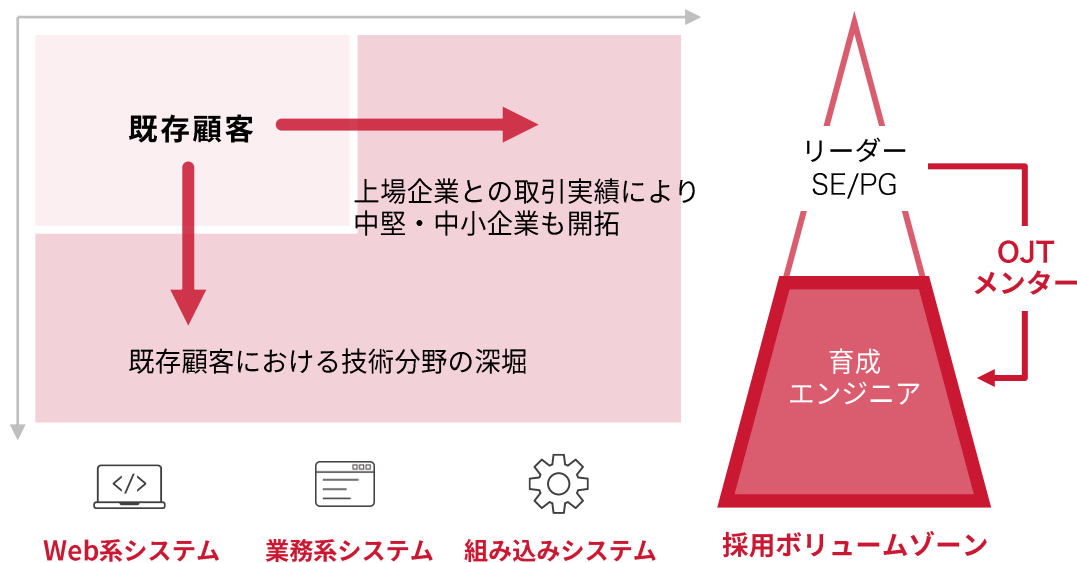 既存顧客
上場企業との取引実績により
中堅・中小企業も開拓
既存顧客における技術分野の深堀
Web系システム
業務系システム
組み込みシステム
リーダー
SE/PG
OJT
メンター
育成
エンジニア
採用ボリュームゾーン